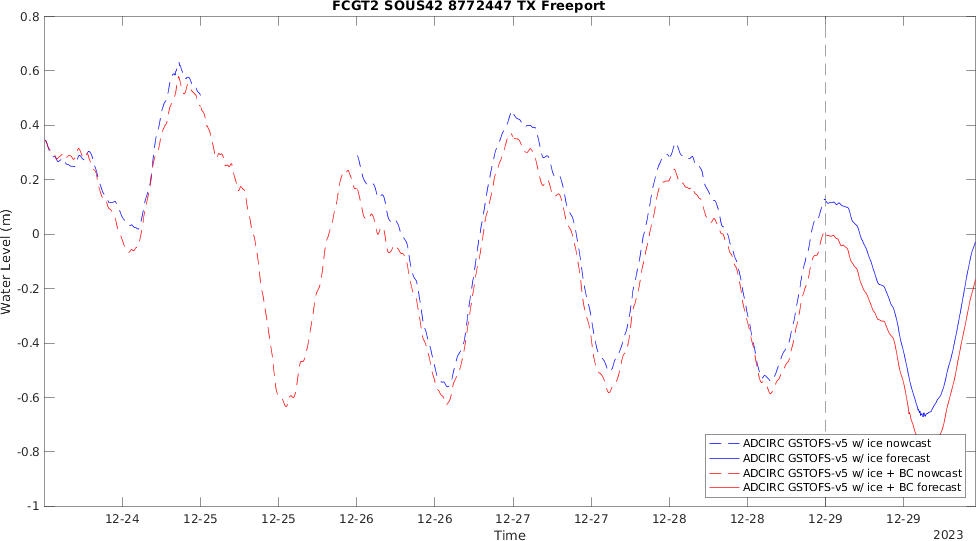 FCGT2 SOUS42 8772447 TX Freeport
0.8
0.6
0.4
0.2
0
-0.2
-0.4
-0.6
-0.8
-1
Water Level (m)
ADCIRC GSTOFS-v5 w/ ice nowcast
ADCIRC GSTOFS-v5 w/ ice forecast
ADCIRC GSTOFS-v5 w/ ice + BC nowcast
ADCIRC GSTOFS-v5 w/ ice + BC forecast
12-24 12-25 12-25 12-26 12-26 12-27 12-27 12-28 12-28 12-29 12-29
Time
2023